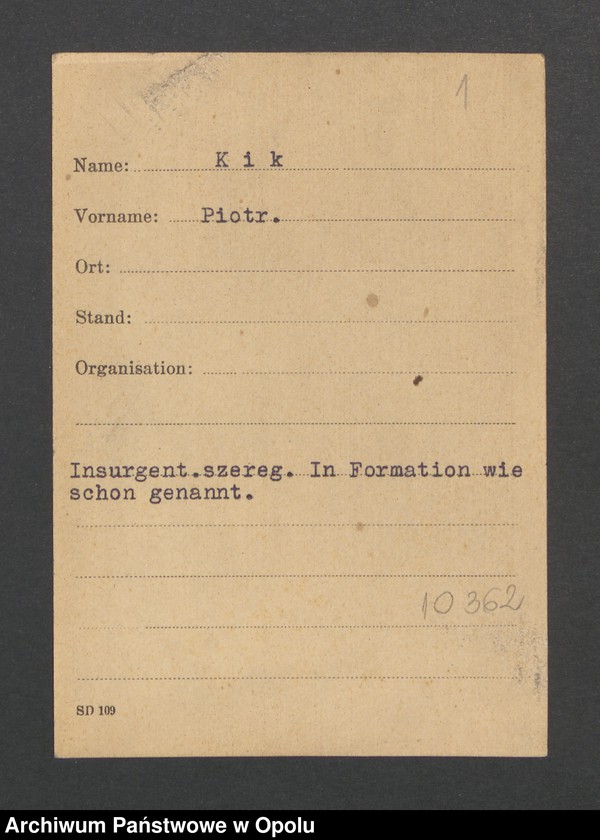 1
Name: K i k
Vorname: Piotr.
Ort:
Stand:
Organisation:
Insurgent.szereg. In Formation wie
schon genannt.
10362
SD 109
Archiwum Państwowe w Opolu